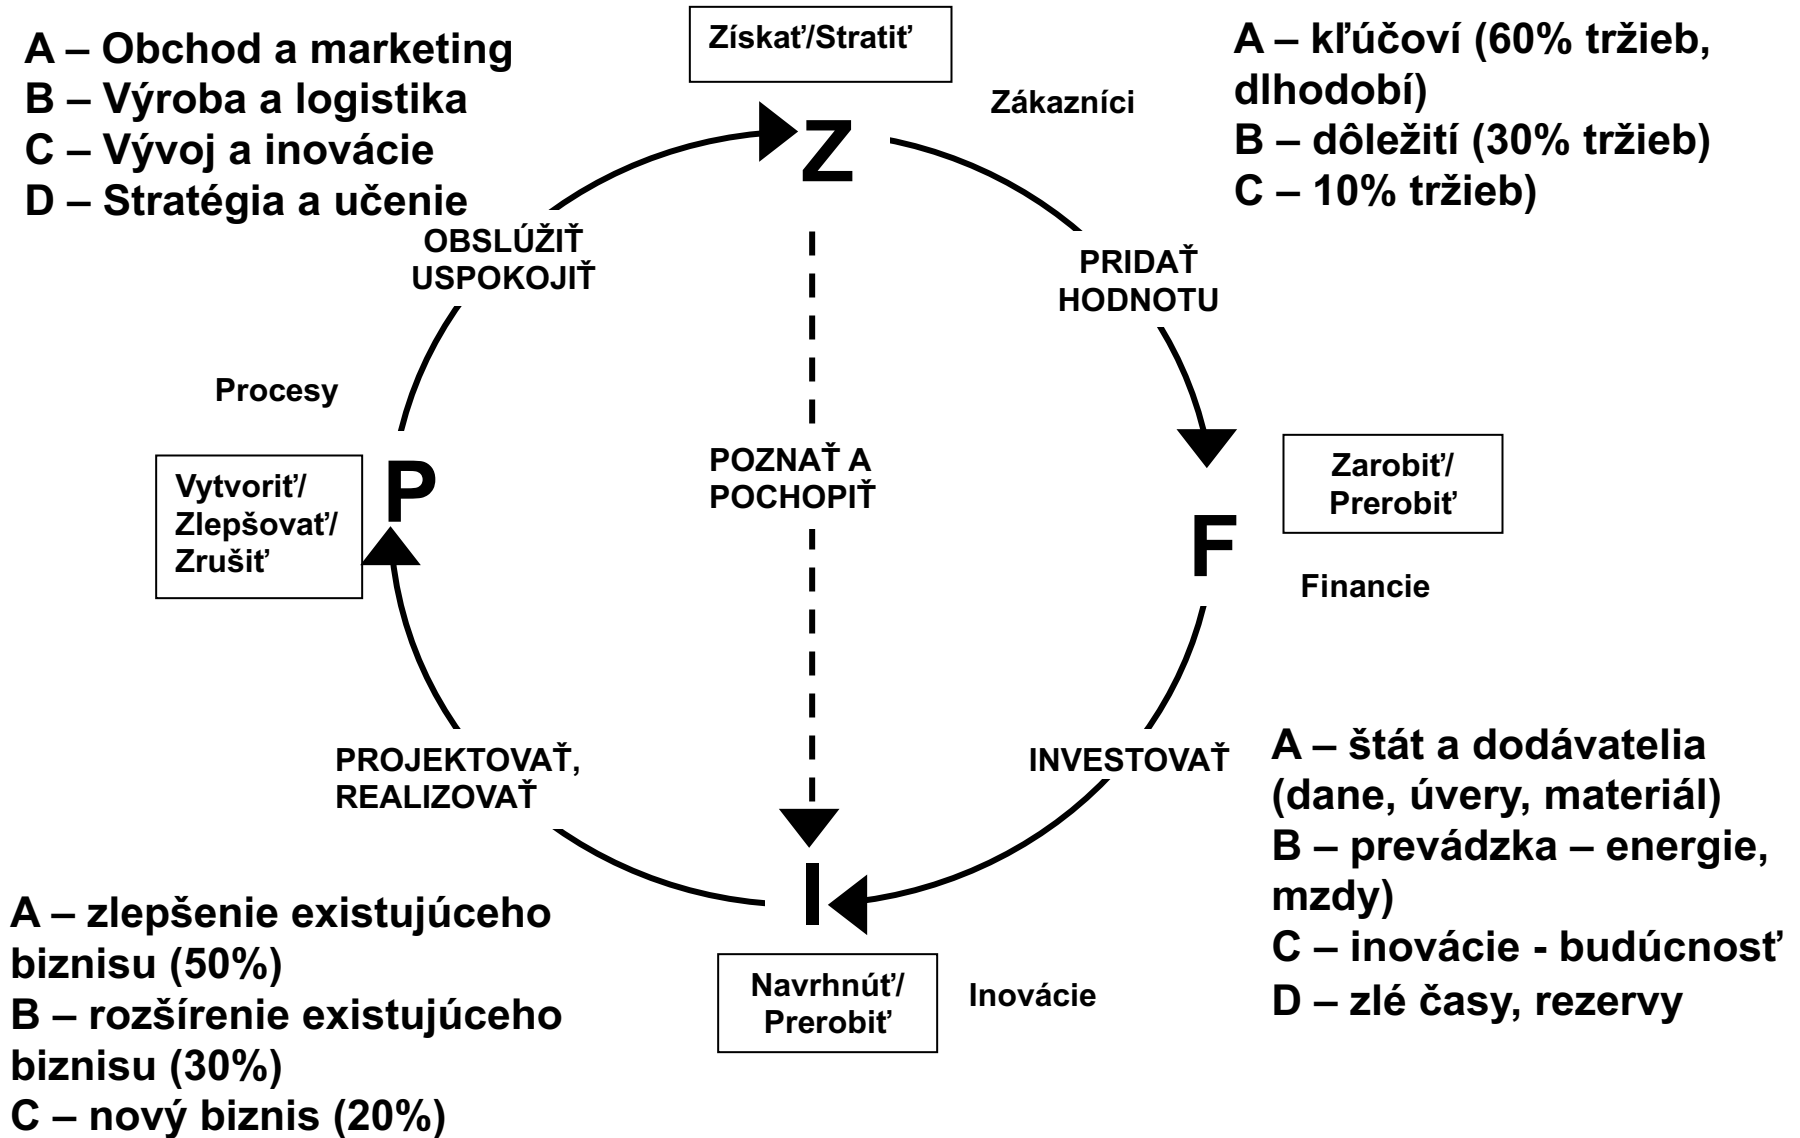 A – Obchod a marketing
B – Výroba a logistika
C – Vývoj a inovácie
D – Stratégia a učenie
Získať/Stratiť
Zákazníci
Z
A – kľúčoví (60% tržieb,
dlhodobí)
B – dôležití (30% tržieb)
C – 10% tržieb)
OBSLÚŽIŤ
USPOKOJIŤ
PRIDAŤ
HODNOTU
Procesy
P
Vytvoriť/
Zlepšovať/
Zrušiť
POZNAŤ A
POCHOPIŤ
Zarobiť/
Prerobiť
F
Financie
PROJEKTOVAŤ,
REALIZOVAŤ
INVESTOVAŤ
A – štát a dodávatelia
(dane, úvery, materiál)
B – prevádzka – energie,
mzdy)
C – inovácie - budúcnosť
D – zlé časy, rezervy
I
Navrhnúť/
Prerobiť
Inovácie
A – zlepšenie existujúceho
biznisu (50%)
B – rozšírenie existujúceho
biznisu (30%)
C – nový biznis (20%)